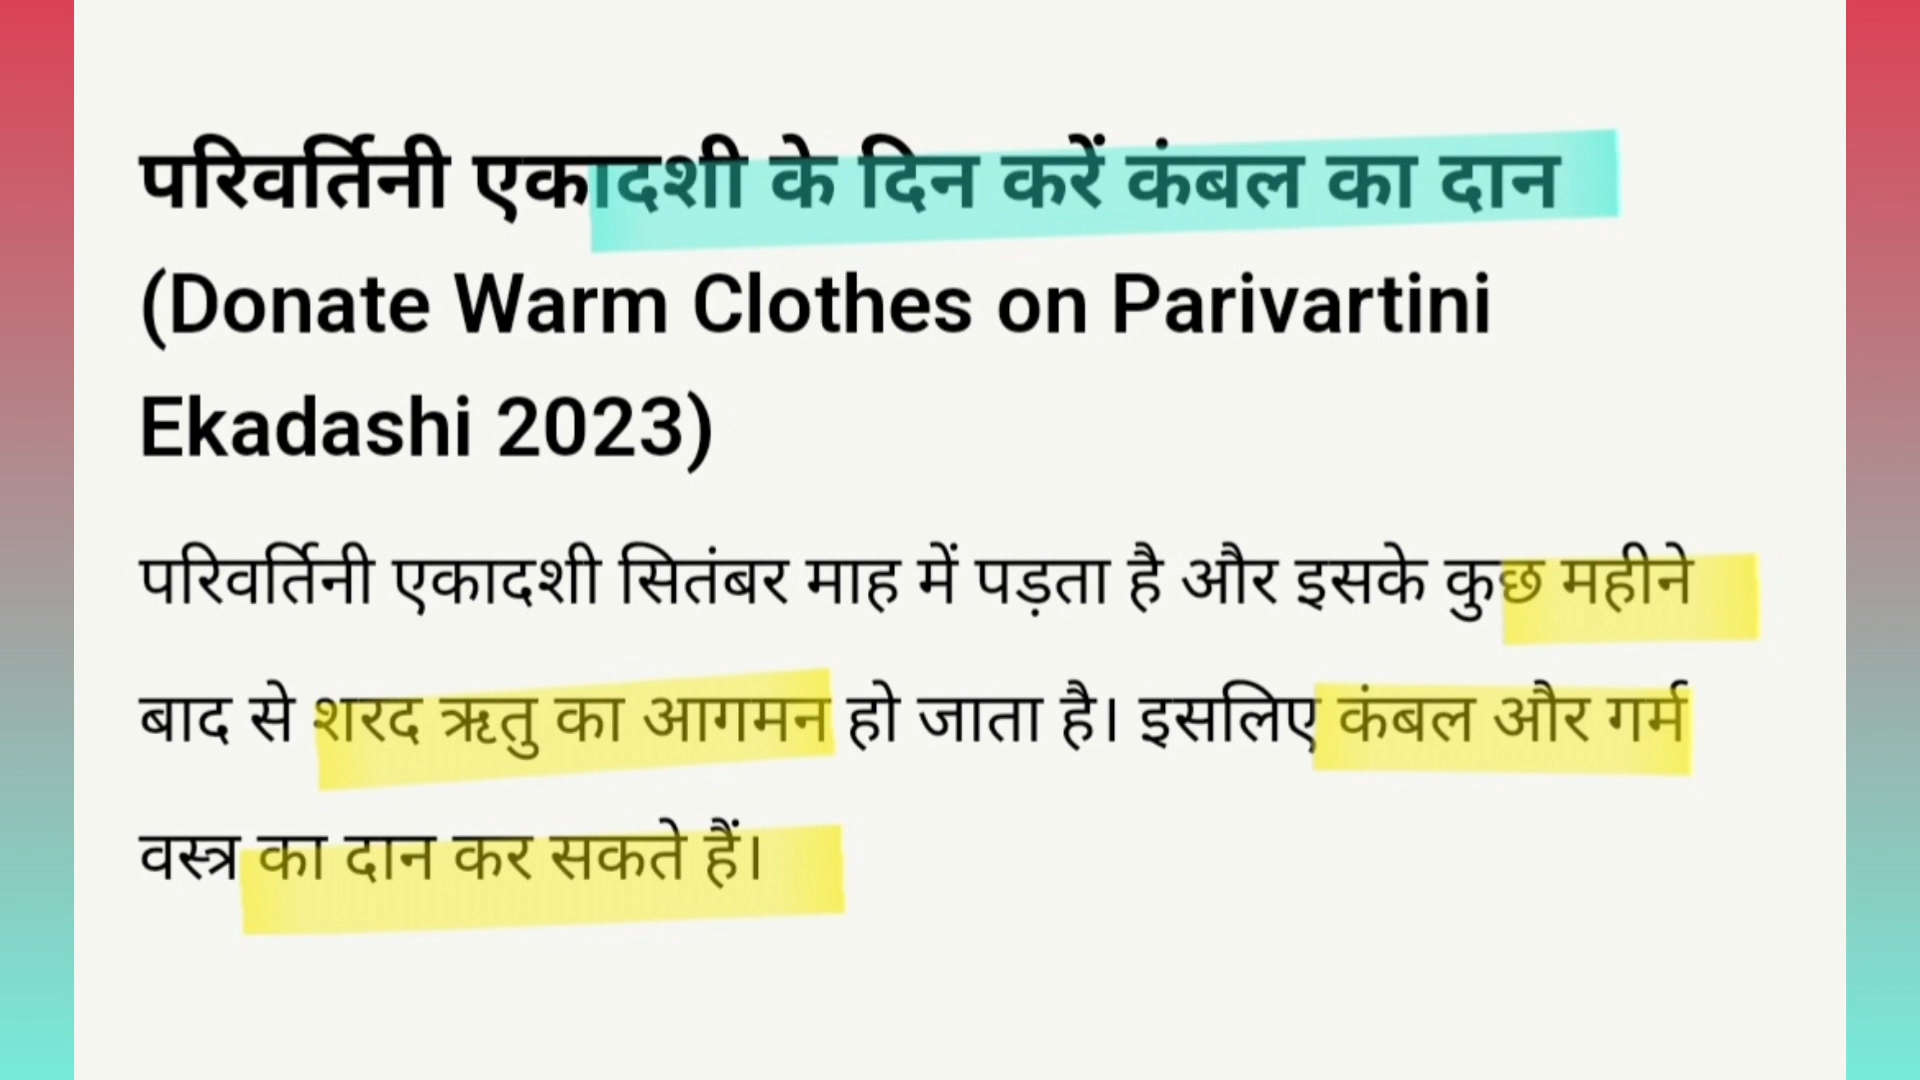 परिवर्तिनी एकादशी के दिन करें कंबल का दान
(Donate Warm Clothes on Parivartini
Ekadashi 2023)
परिवर्तिनी एकादशी सितंबर माह में पड़ता है और इसके कुछ महीने
बाद से शरद ऋतु का आगमन हो जाता है। इसलिए कंबल और गर्म
वस्त्र का दान कर सकते हैं।